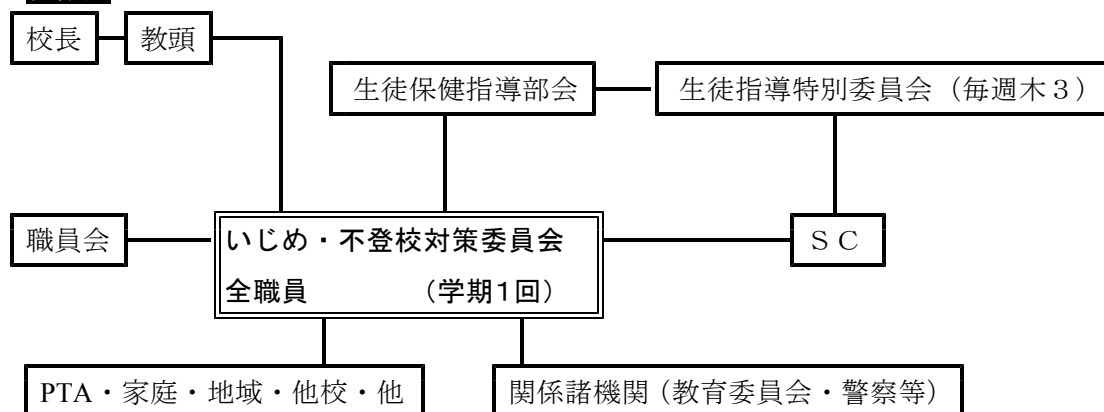 校長
教頭
生徒保健指導部会
生徒指導特別委員会（毎週木３）
職員会
いじめ・不登校対策委員会
全職員　　　　（学期1回）
ＳＣ
PTA・家庭・地域・他校・他
関係諸機関（教育委員会・警察等）